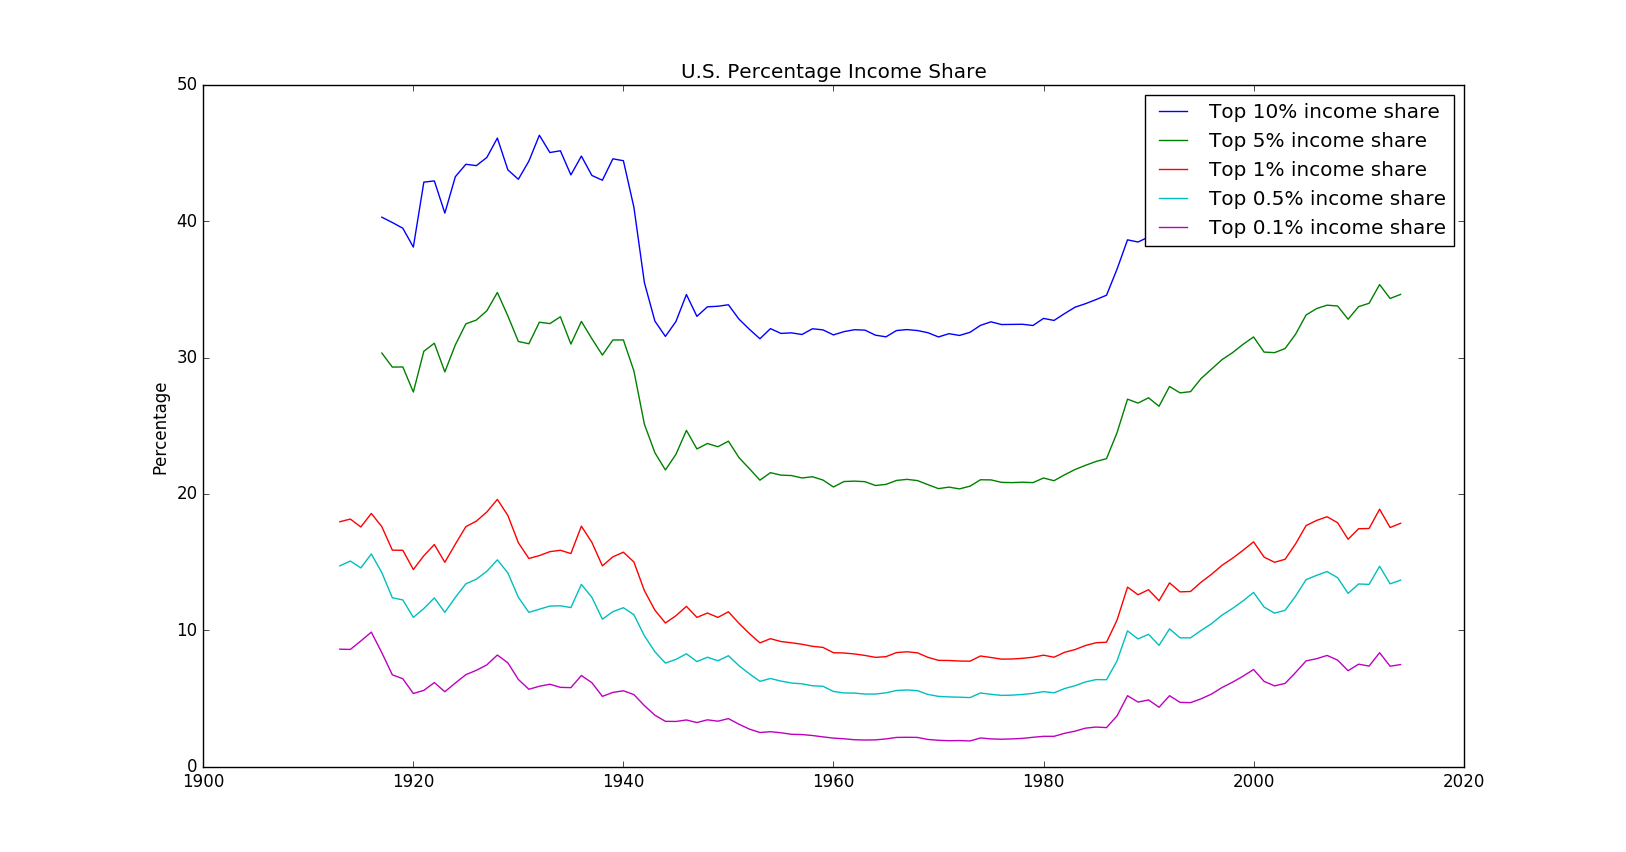 U.S. Percentage Income Share
50
40
30
20
10
0
Percentage
1900 1920 1940 1960 1980 2000 2020
Top 10% income share
Top 5% income share
Top 1% income share
Top 0.5% income share
Top 0.1% income share